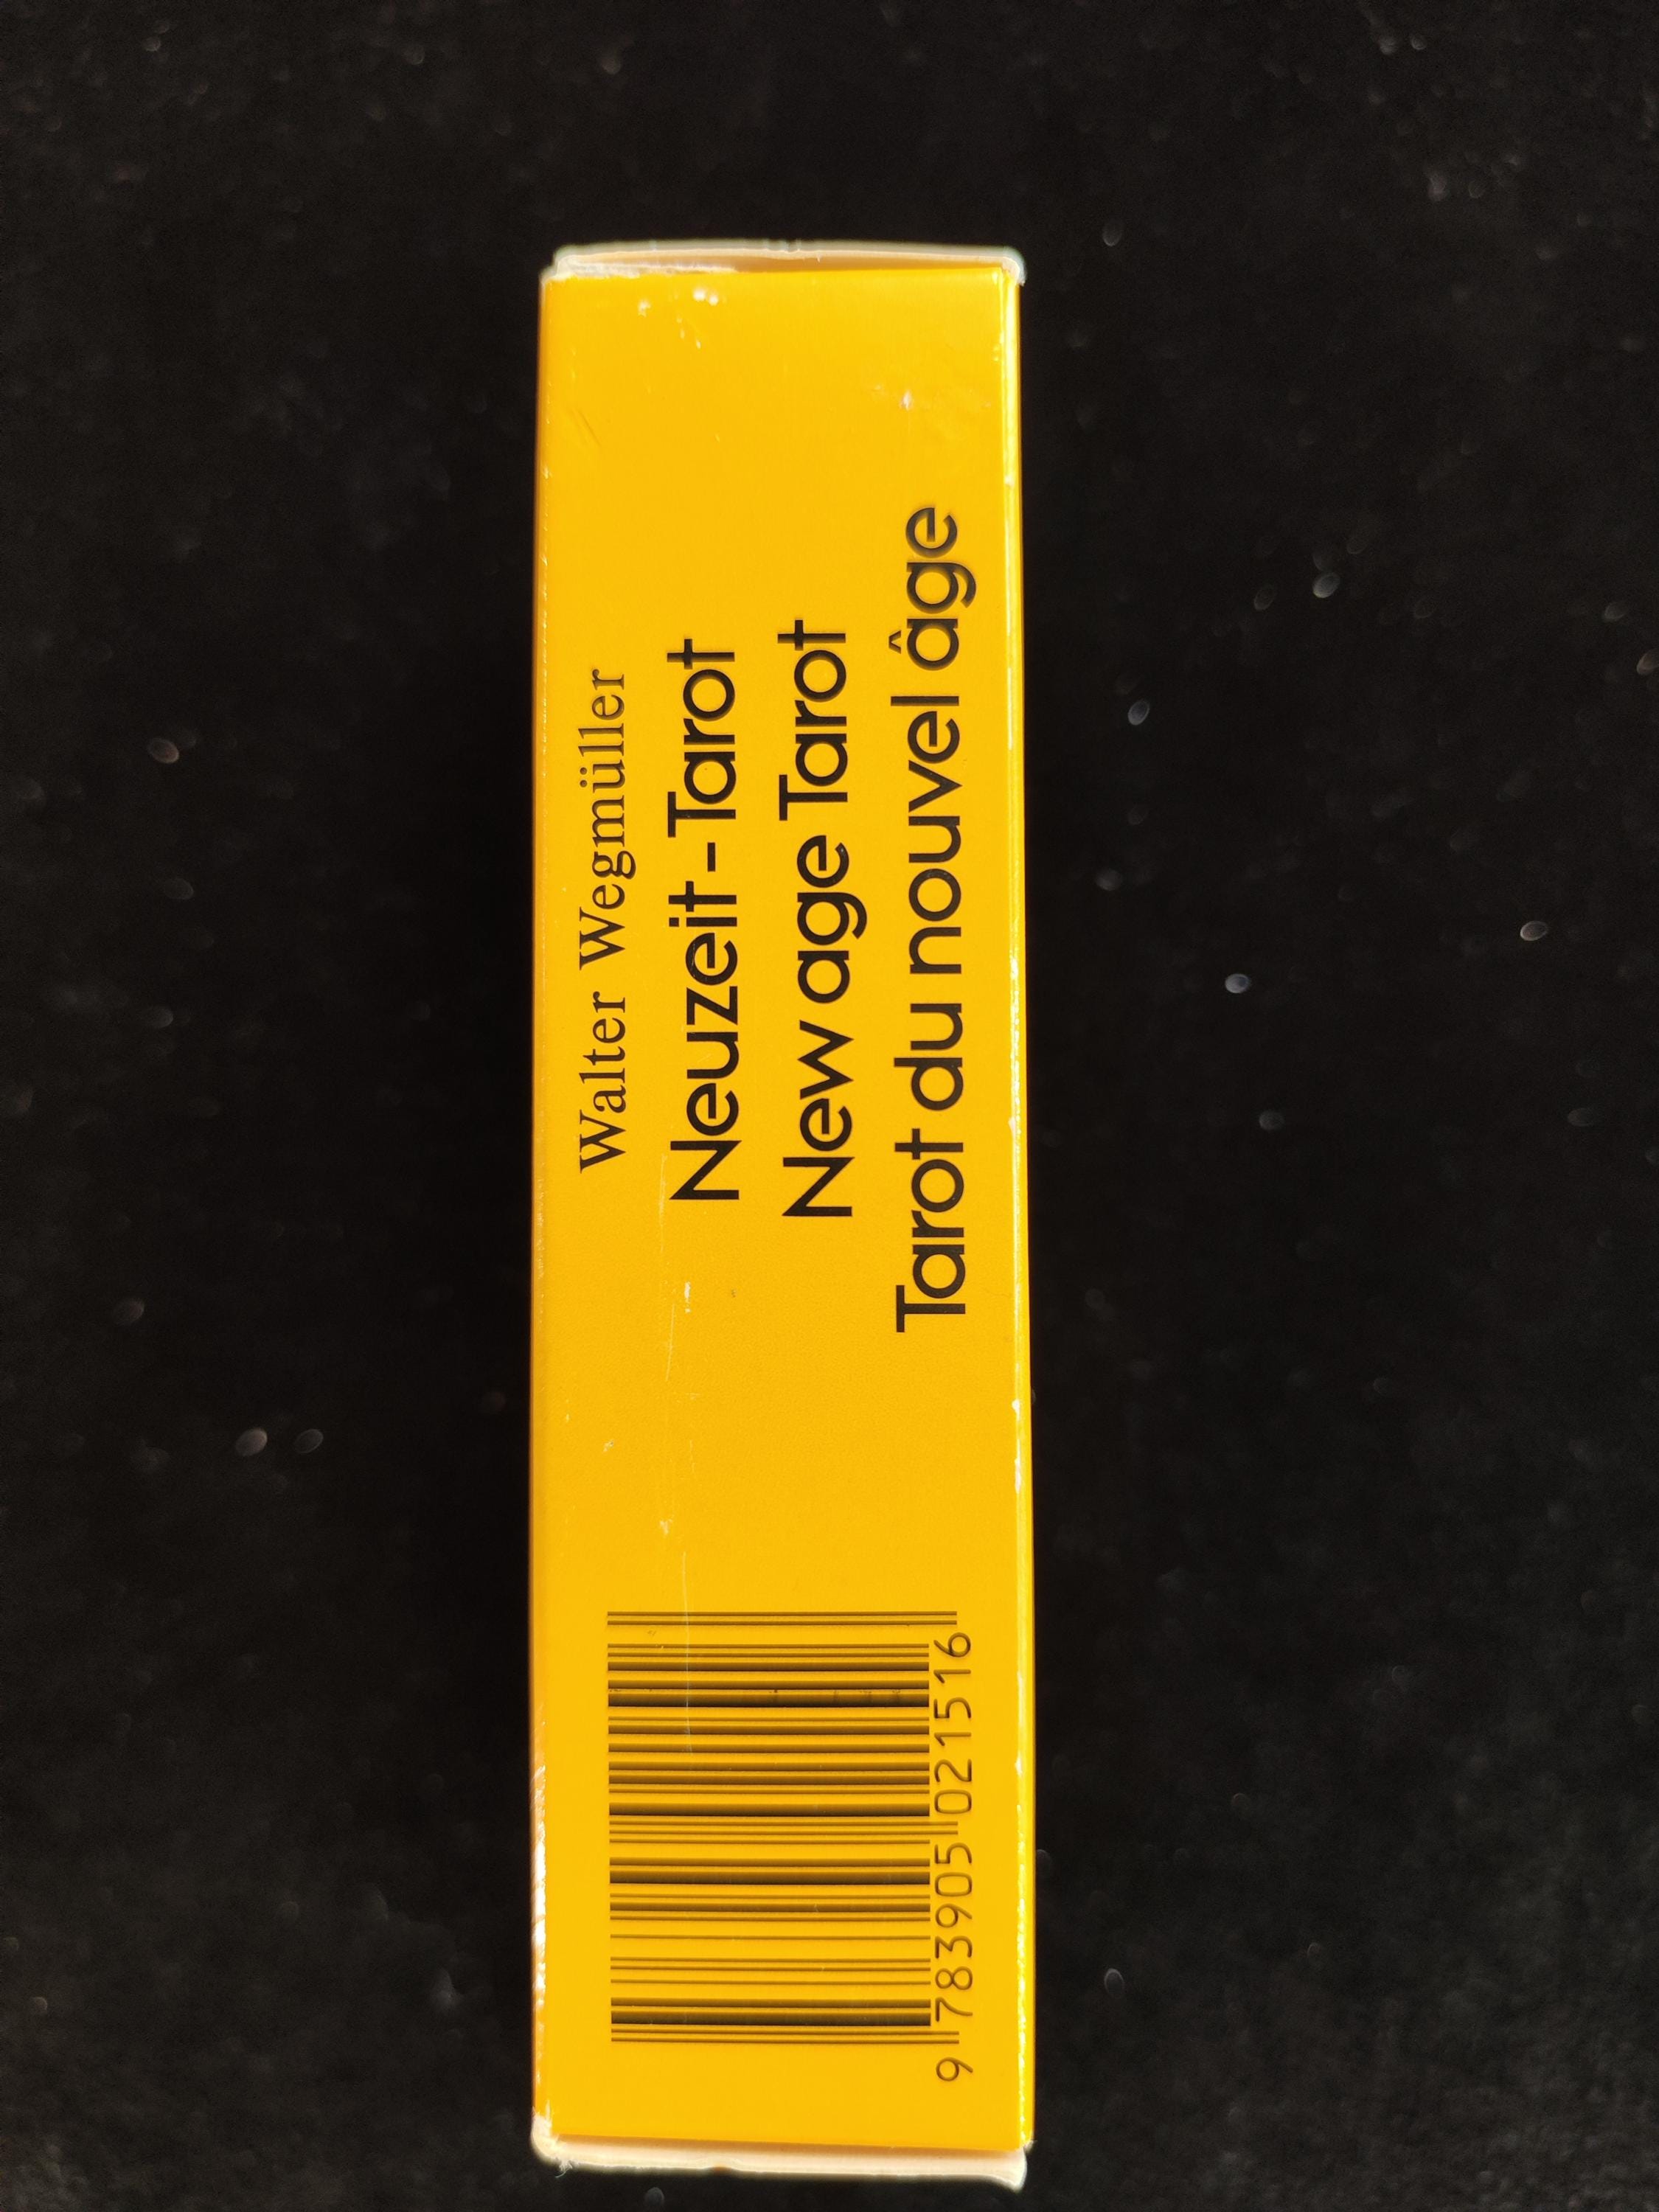 Walter Wegmüller
Neuzeit-Tarot
New age Tarot
Tarot du nouvel âge
9 783905 021516